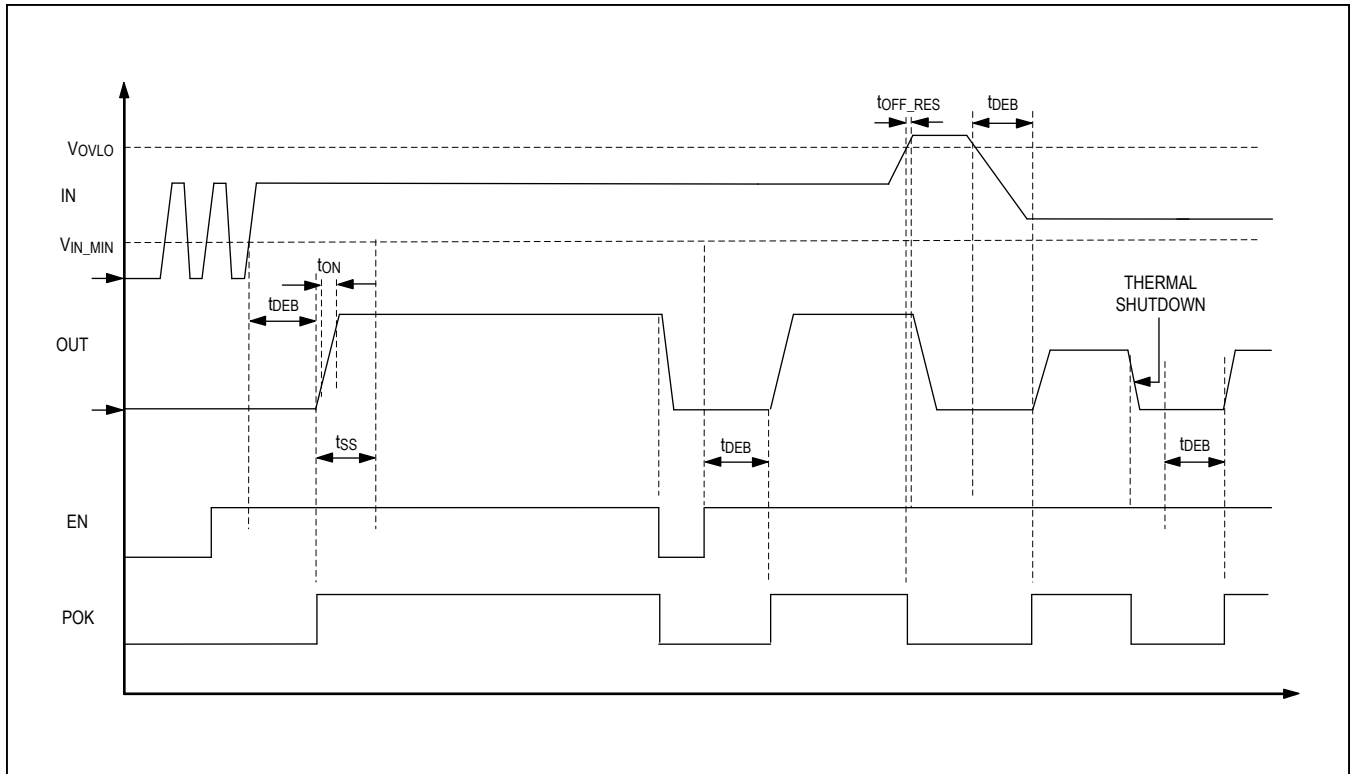 tOFF_RES
tDEB
VOVLO
IN
VIN_MIN
tON
tDEB
THERMAL
SHUTDOWN
OUT
tSS
tDEB
tDEB
EN
POK